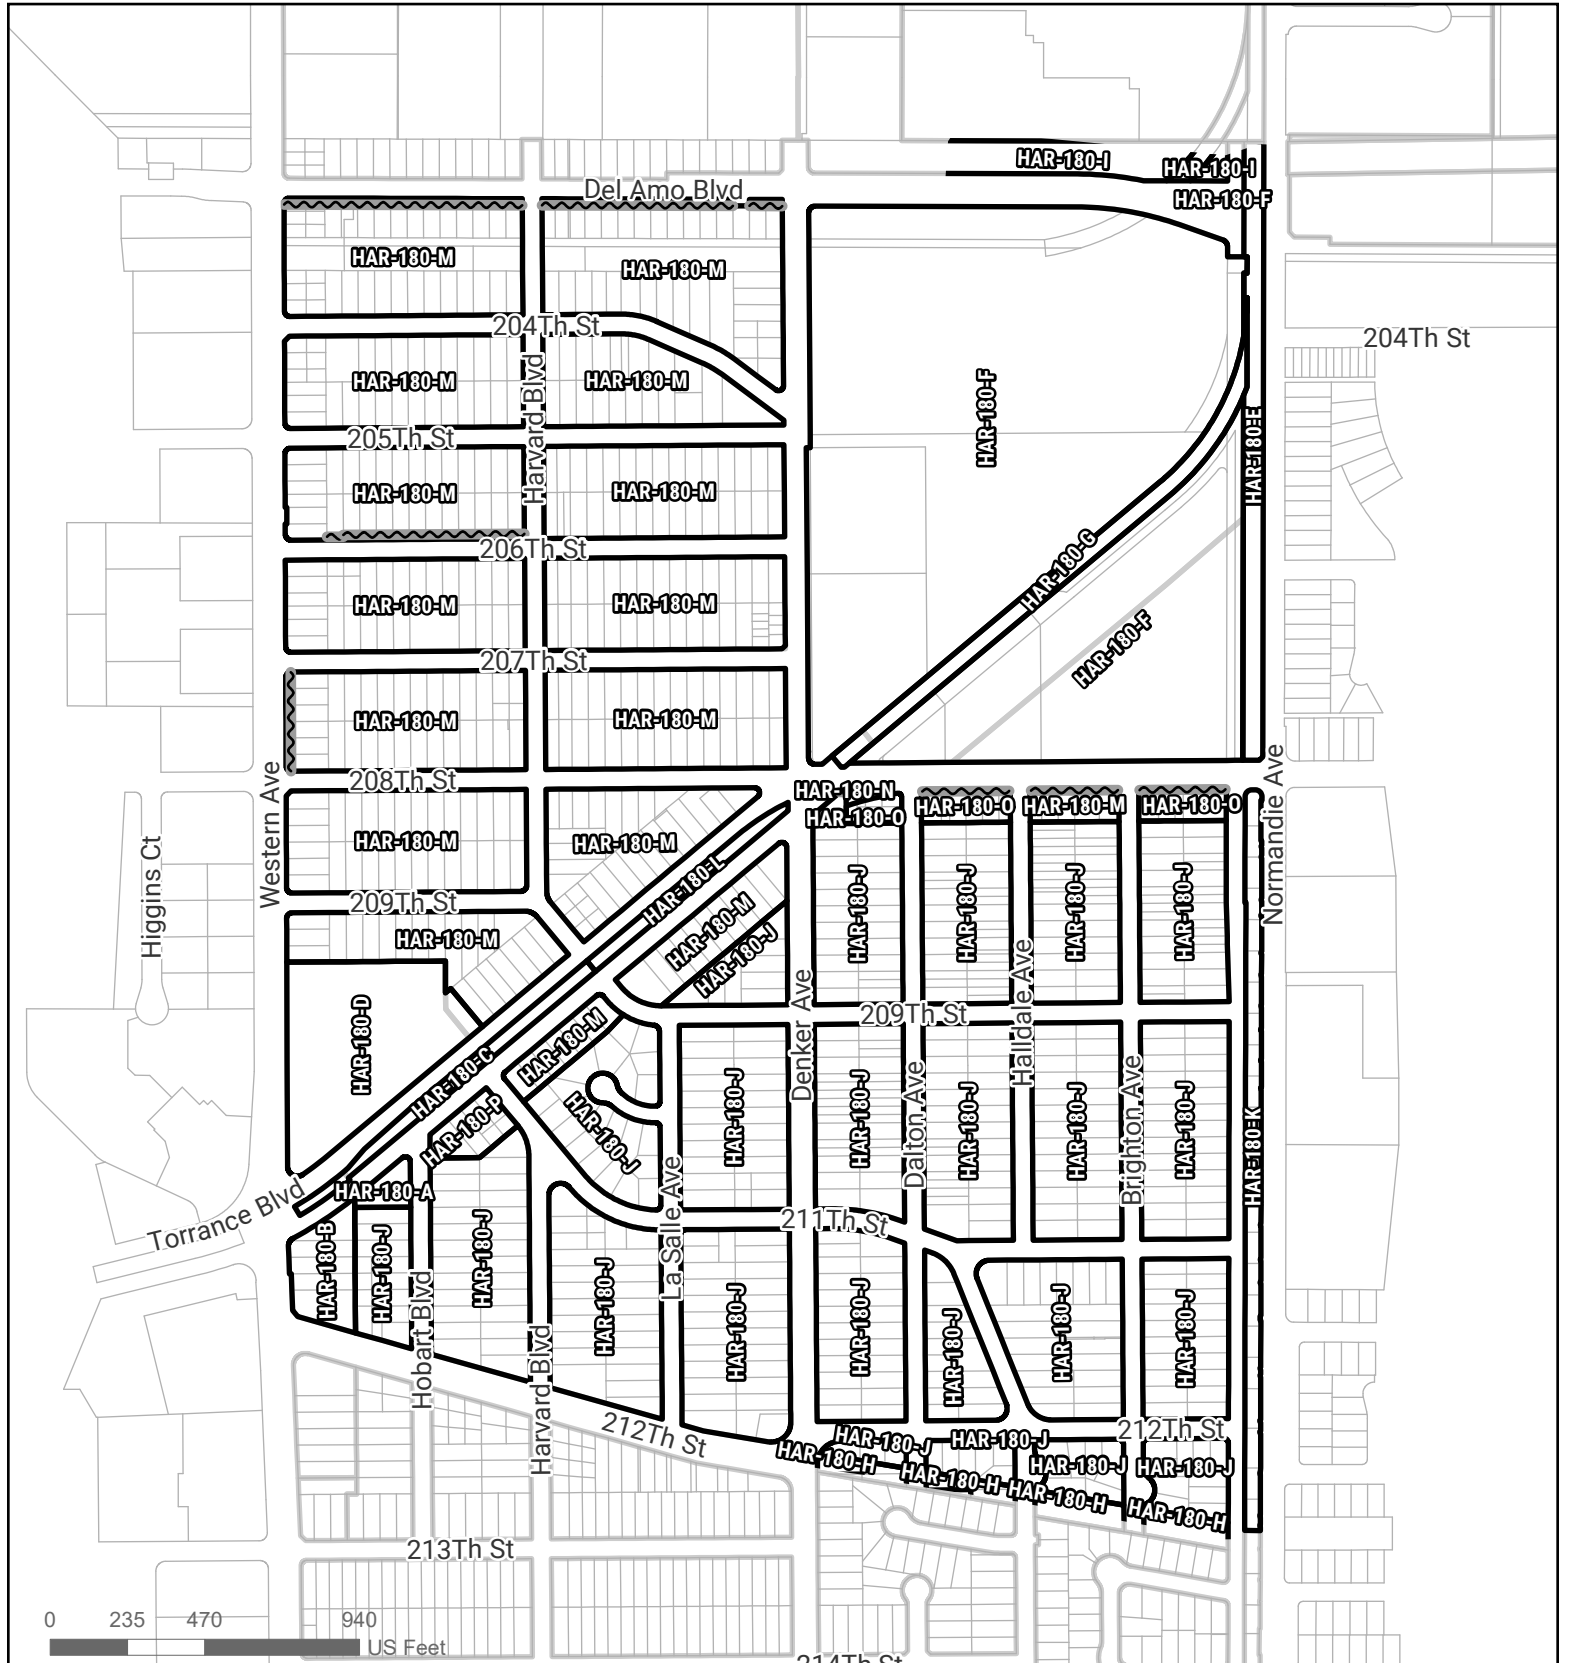 HAR-180-I
HAR-180-I
Del Amo Blvd
HAR-180-F
HAR-180-M
HAR-180-M
204Th St
204Th St
HAR-180-M
HAR-180-M
Harvard Blvd
HAR-180-F
HAR-180-E
205Th St
HAR-180-M
HAR-180-M
206Th St
HAR-180-G
HAR-180-M
HAR-180-M
HAR-180-F
207Th St
HAR-180-M
HAR-180-M
208Th St
Western Ave
Normandie Ave
HAR-180-N
HAR-180-O
HAR-180-O
HAR-180-M
HAR-180-O
HAR-180-M
HAR-180-M
HAR-180-L
Higgins Ct
209Th St
HAR-180-M
HAR-180-M
HAR-180-J
HAR-180-J
HAR-180-J
HAR-180-J
HAR-180-J
HAR-180-D
Denker Ave
209Th St
Halldale Ave
HAR-180-C
HAR-180-M
HAR-180-P
HAR-180-J
HAR-180-J
HAR-180-J
Dalton Ave
HAR-180-J
HAR-180-J
Brighton Ave
HAR-180-J
HAR-180-K
HAR-180-A
Torrance Blvd
La Salle Ave
211Th St
HAR-180-B
HAR-180-J
HAR-180-J
HAR-180-J
HAR-180-J
HAR-180-J
HAR-180-J
HAR-180-J
HAR-180-J
Hobart Blvd
Harvard Blvd
212Th St
212Th St
HAR-180-J
HAR-180-J
HAR-180-H
HAR-180-J
HAR-180-J
HAR-180-H
HAR-180-H
HAR-180-H
213Th St
0 235 470 940
US Feet
214Th St